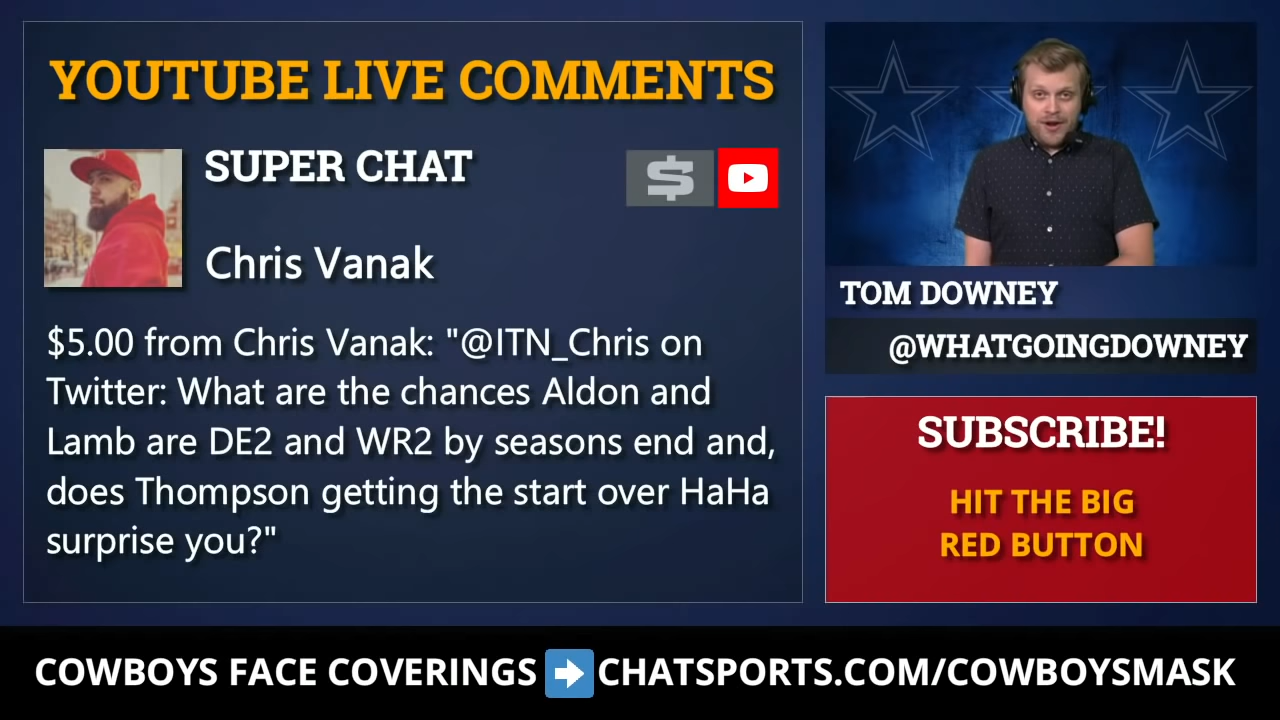 YOUTUBE LIVE COMMENTS
SUPER CHAT
$
Chris Vanak
$5.00 from Chris Vanak: "@ITN_Chris on
Twitter: What are the chances Aldon and
Lamb are DE2 and WR2 by seasons end and,
does Thompson getting the start over HaHa
surprise you?"
TOM DOWNEY
@WHATGOINGDOWNEY
SUBSCRIBE!
HIT THE BIG
RED BUTTON
COWBOYS FACE COVERINGS ➡ CHATSPORTS.COM/COWBOYSMASK